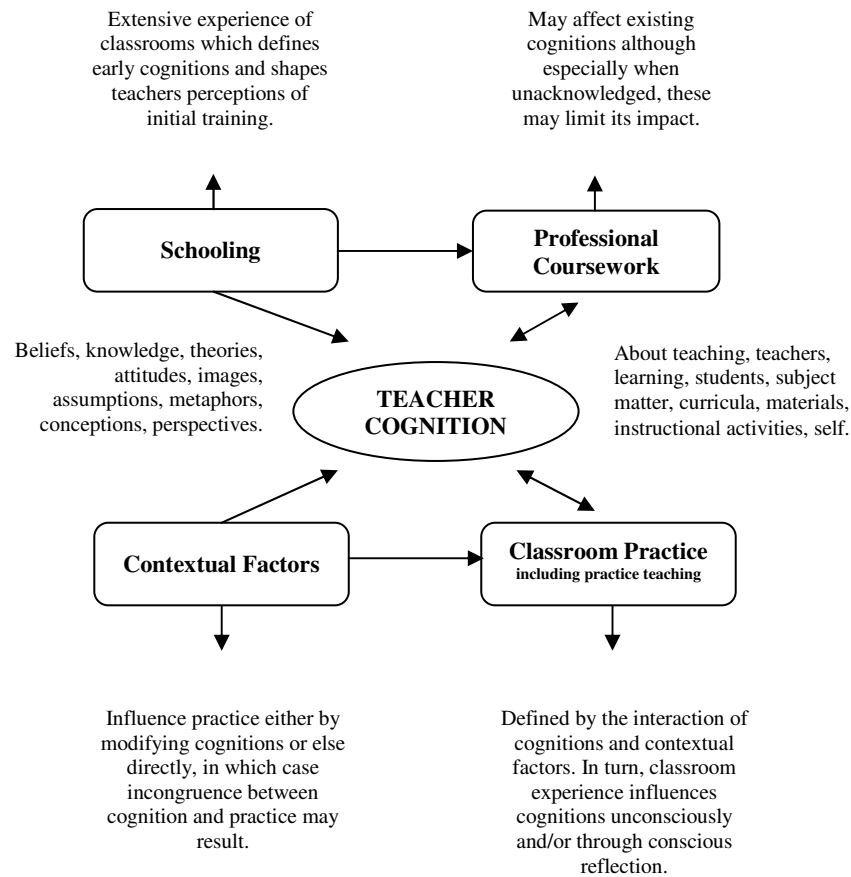 Extensive experience of
classrooms which defines
early cognitions and shapes
teachers perceptions of
initial training.
May affect existing
cognitions although
especially when
unacknowledged, these
may limit its impact.
Schooling
Professional
Coursework
Beliefs, knowledge, theories,
attitudes, images,
assumptions, metaphors,
conceptions, perspectives.
TEACHER
COGNITION
About teaching, teachers,
learning, students, subject
matter, curricula, materials,
instructional activities, self.
Contextual Factors
Classroom Practice
including practice teaching
Influence practice either by
modifying cognitions or else
directly, in which case
incongruence between
cognition and practice may
result.
Defined by the interaction of
cognitions and contextual
factors. In turn, classroom
experience influences
cognitions unconsciously
and/or through conscious
reflection.